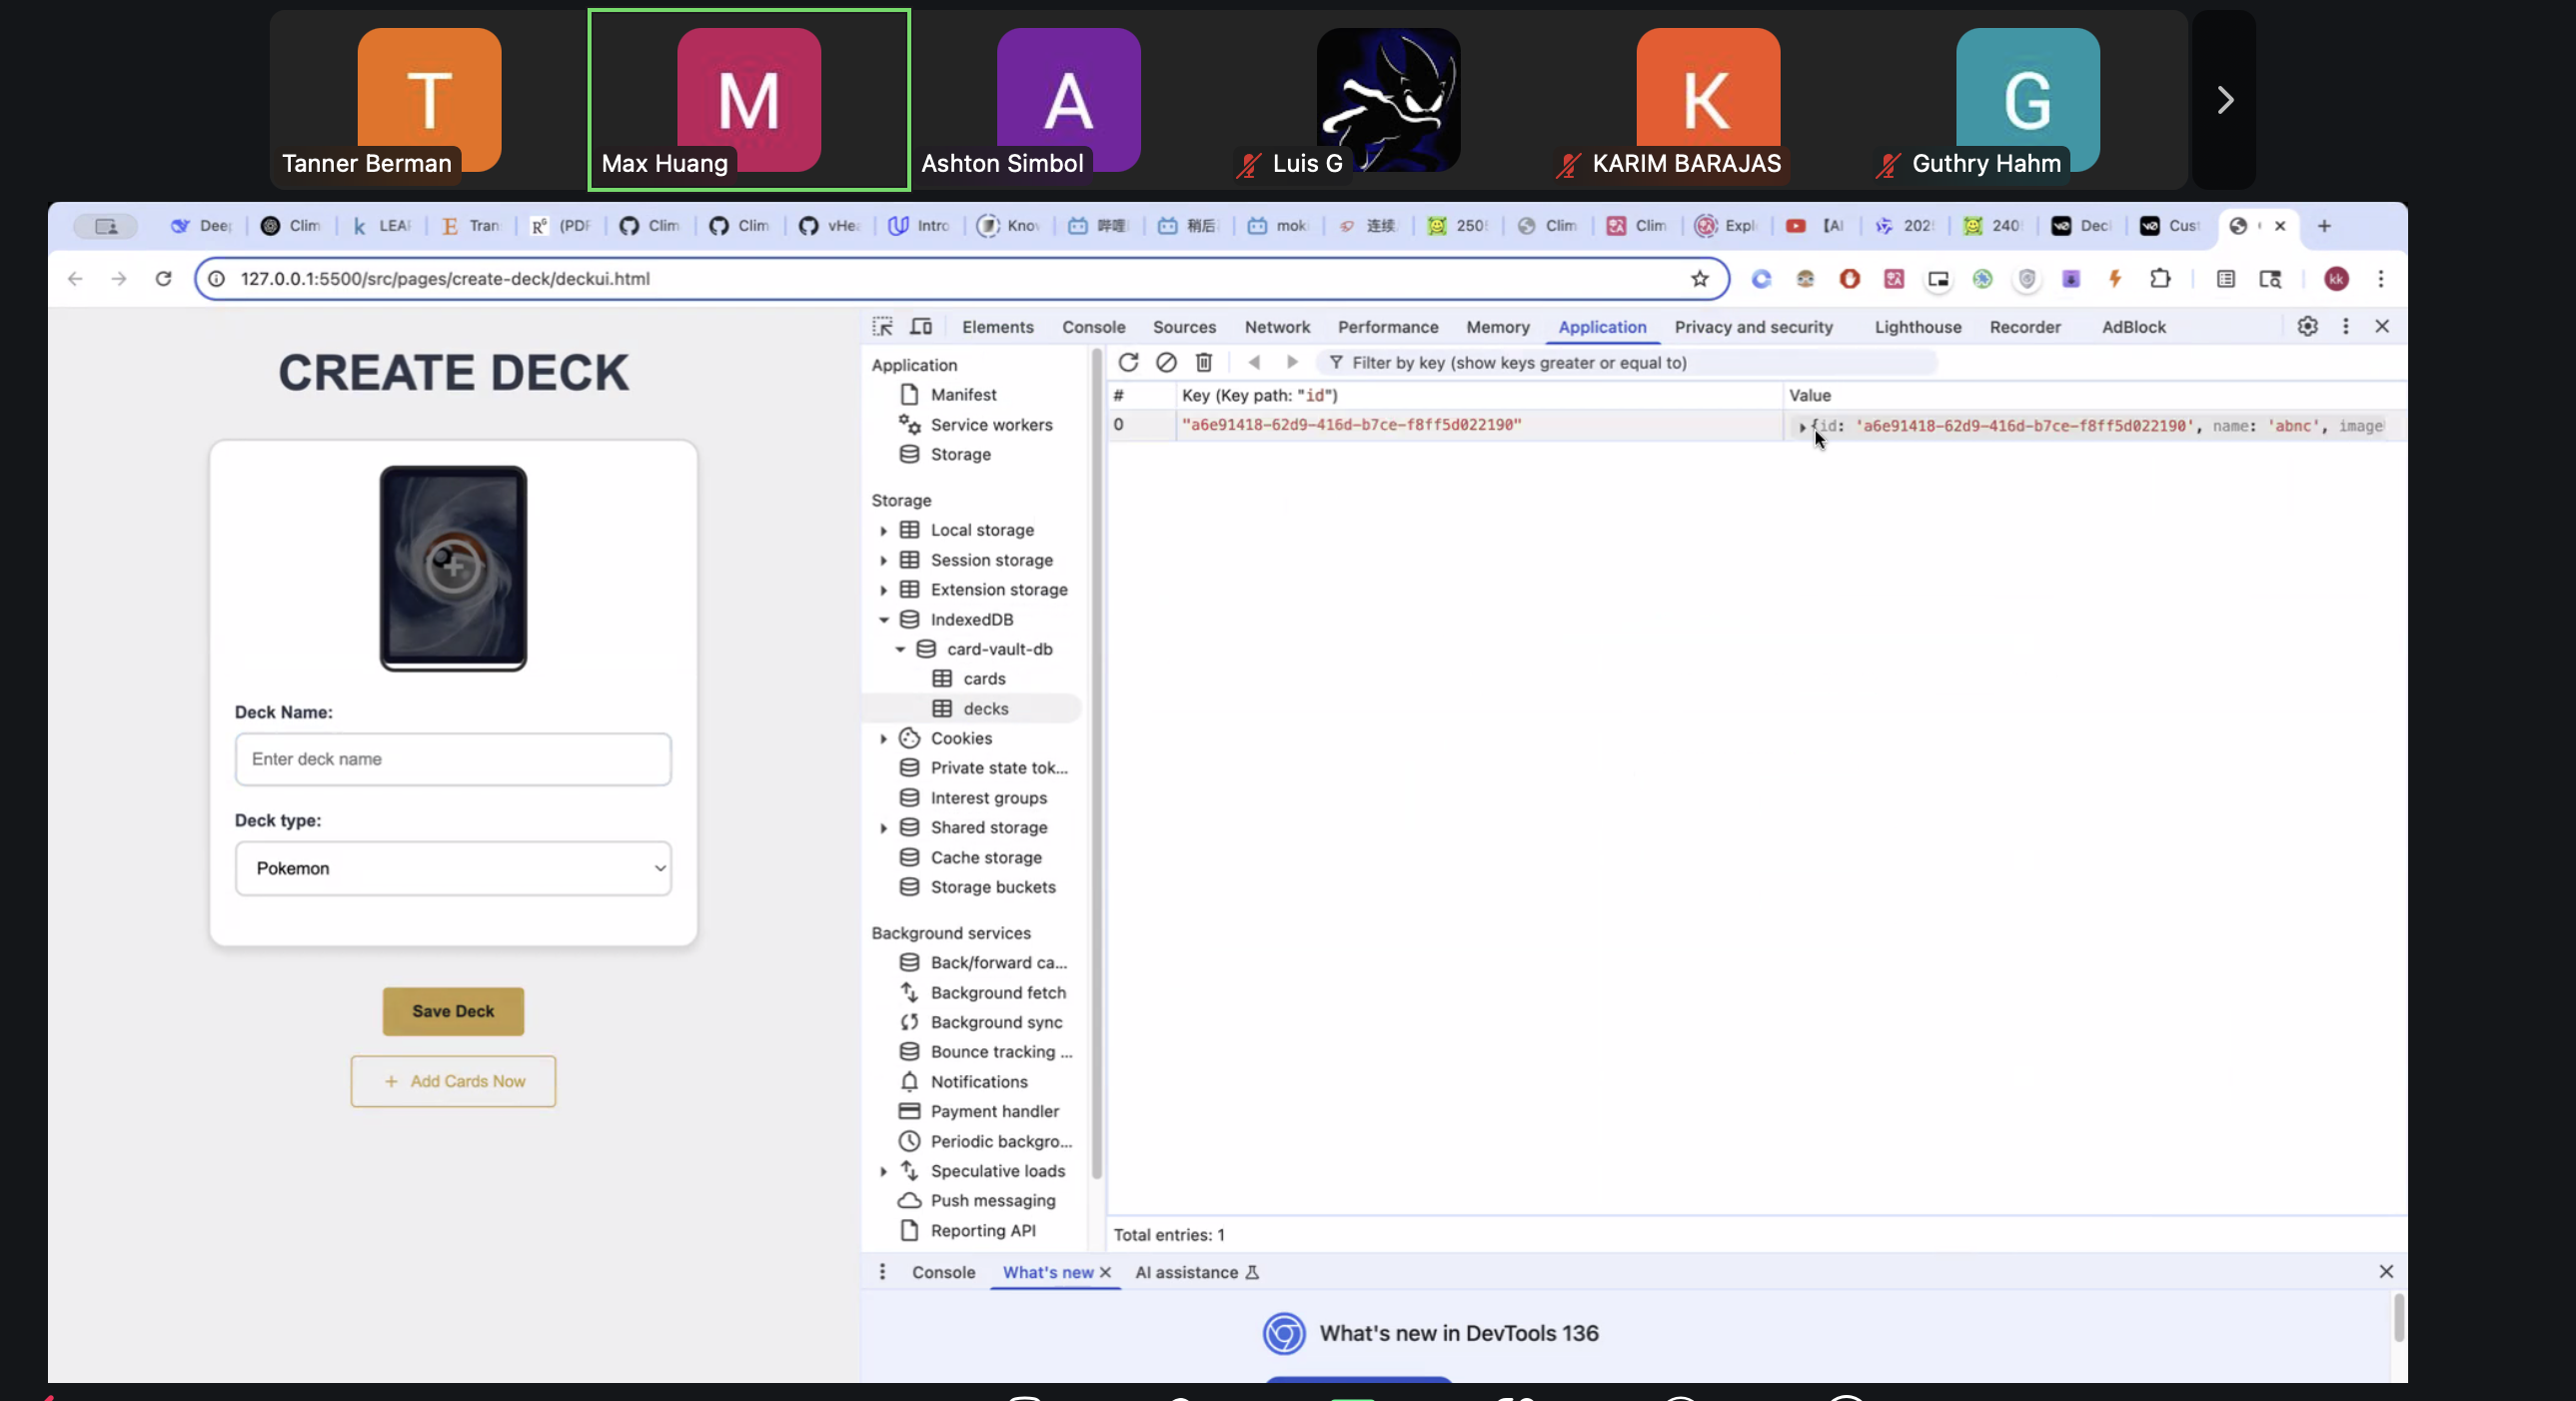 T
Tanner Berman
M
Max Huang
A
Ashton Simbol
Luis G
K
KARIM BARAJAS
G
Guthry Hahm
Deep
Clim
k LEAF
E Tran
RG (PDF
Clim
Clim
vHea
Intro
Know
哔哩
稍后
mok
连续
250
Clim
Clim
Expl
[AI
202
240
Dec
Cust
127.0.0.1:5500/src/pages/create-deck/deckui.html
kk
CREATE DECK
Deck Name:
Enter deck name
Deck type:
Pokemon
Save Deck
+ Add Cards Now
Elements Console Sources Network Performance Memory Application Privacy and security Lighthouse Recorder AdBlock
Application
Manifest
Service workers
Storage
Storage
Local storage
Session storage
Extension storage
IndexedDB
card-vault-db
cards
decks
Cookies
Private state tok...
Interest groups
Shared storage
Cache storage
Storage buckets
Background services
Back/forward ca...
Background fetch
Background sync
Bounce tracking ...
Notifications
Payment handler
Periodic backgro...
Speculative loads
Push messaging
Reporting API
Filter by key (show keys greater or equal to)
# Key (Key path: "id") Value
0 "a6e91418-62d9-416d-b7ce-f8ff5d022190" {id: 'a6e91418-62d9-416d-b7ce-f8ff5d022190', name: 'abnc', image
Total entries: 1
Console What's new AI assistance
What's new in DevTools 136